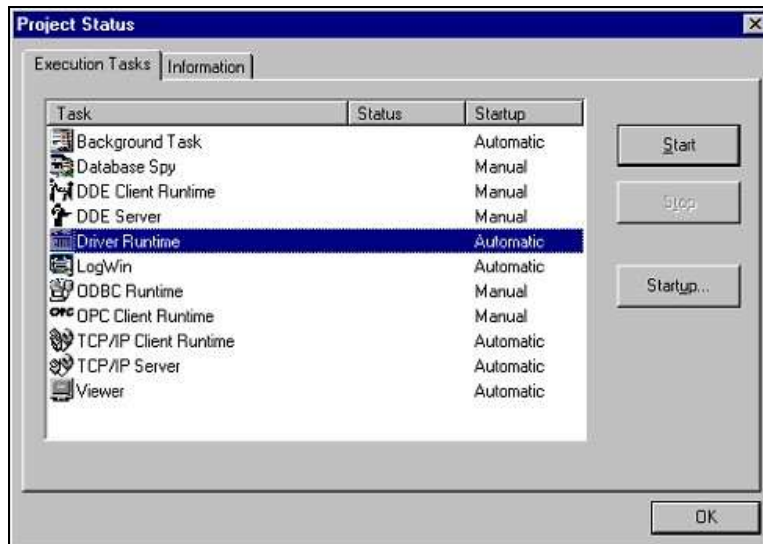 Project Status
Execution Tasks Information
Task Status Startup
Background Task Automatic
Database Spy Manual
DDE Client Runtime Manual
DDE Server Manual
Driver Runtime Automatic
LogWin Automatic
ODBC Runtime Manual
OPC OPC Client Runtime Manual
TCP/IP Client Runtime Automatic
TCP/IP Server Automatic
Viewer Automatic
Start
Stop
Startup...
OK